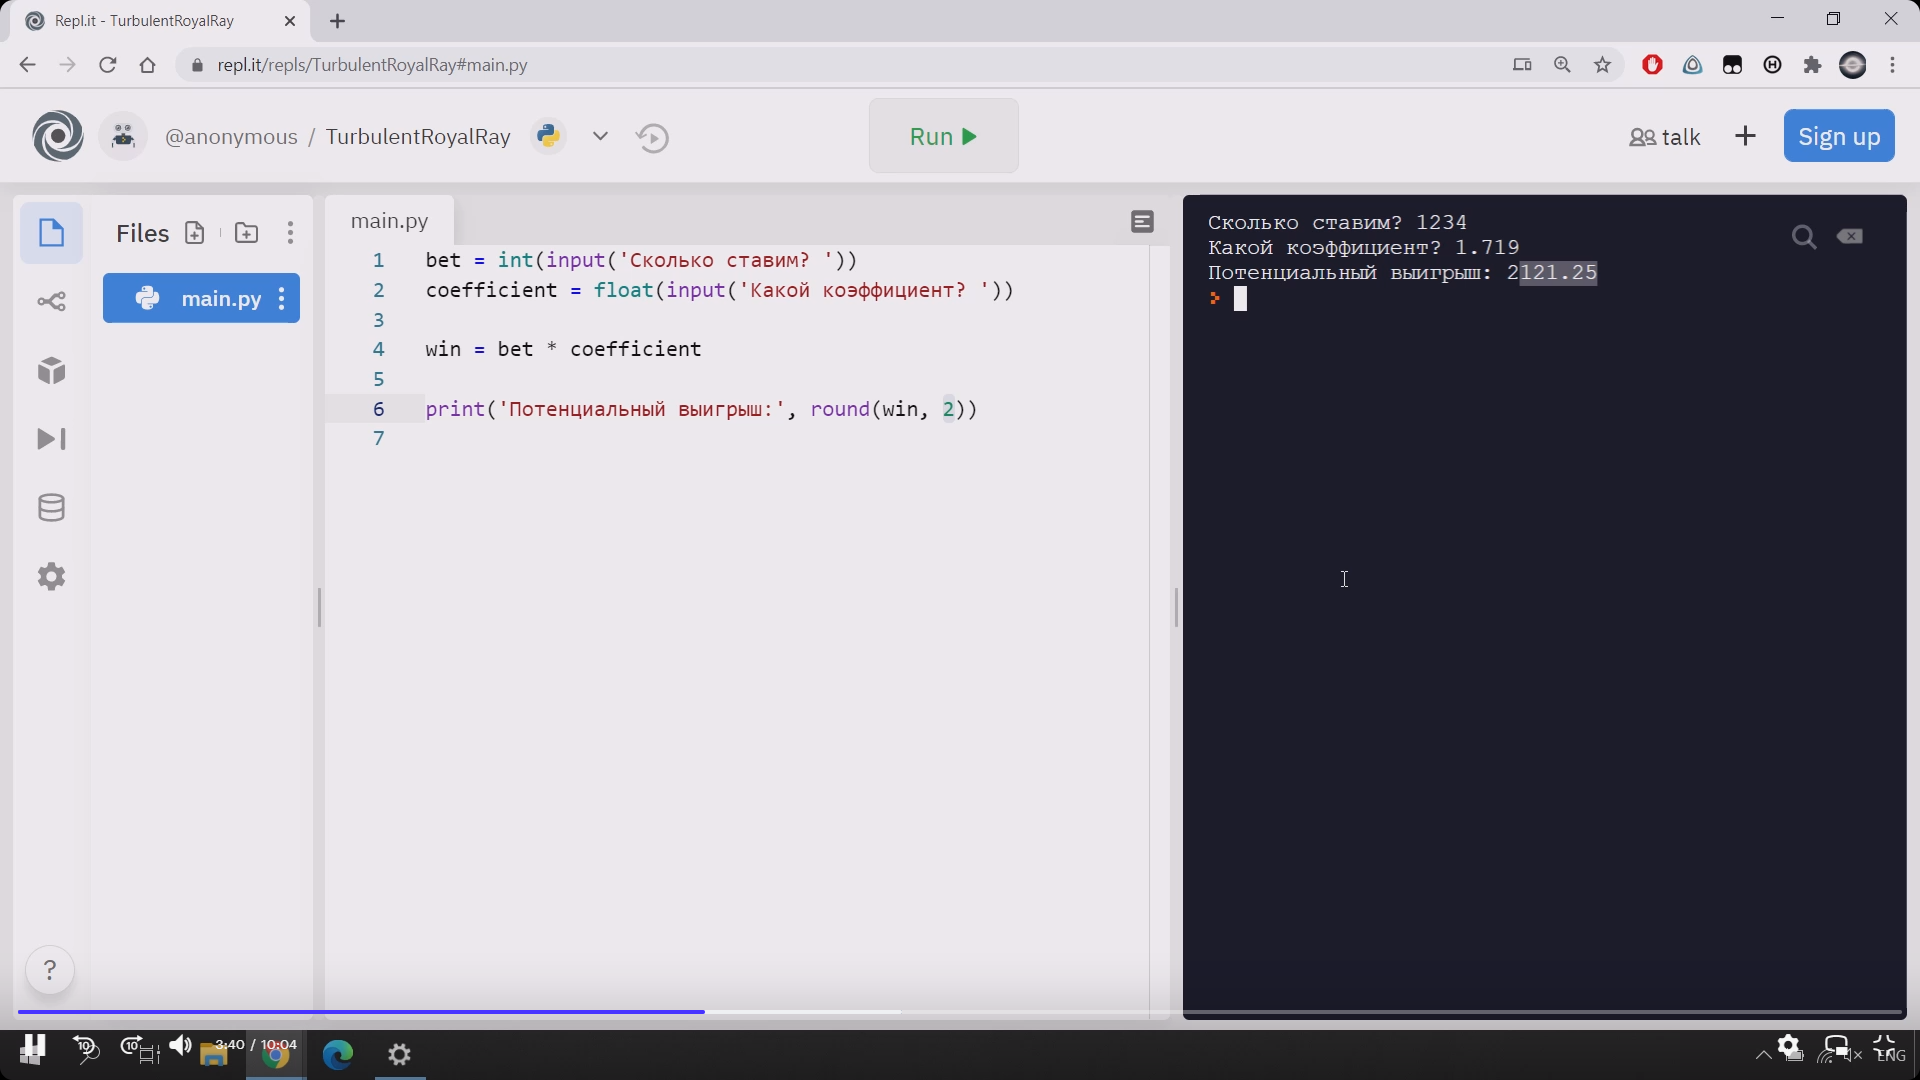 Repl.it - TurbulentRoyalRay
repl.it/repls/TurbulentRoyalRay#main.py
@anonymous / TurbulentRoyalRay
Run
talk
Sign up
Files
main.py
main.py
1 bet = int(input('Сколько ставим? '))
2 coefficient = float(input('Какой коэффициент? '))
3
4 win = bet * coefficient
5
6 print('Потенциальный выигрыш:', round(win, 2))
7
Сколько ставим? 1234
Какой коэффициент? 1.719
Потенциальный выигрыш: 2121.25
?
10
10
3:40 / 10:04
ENG